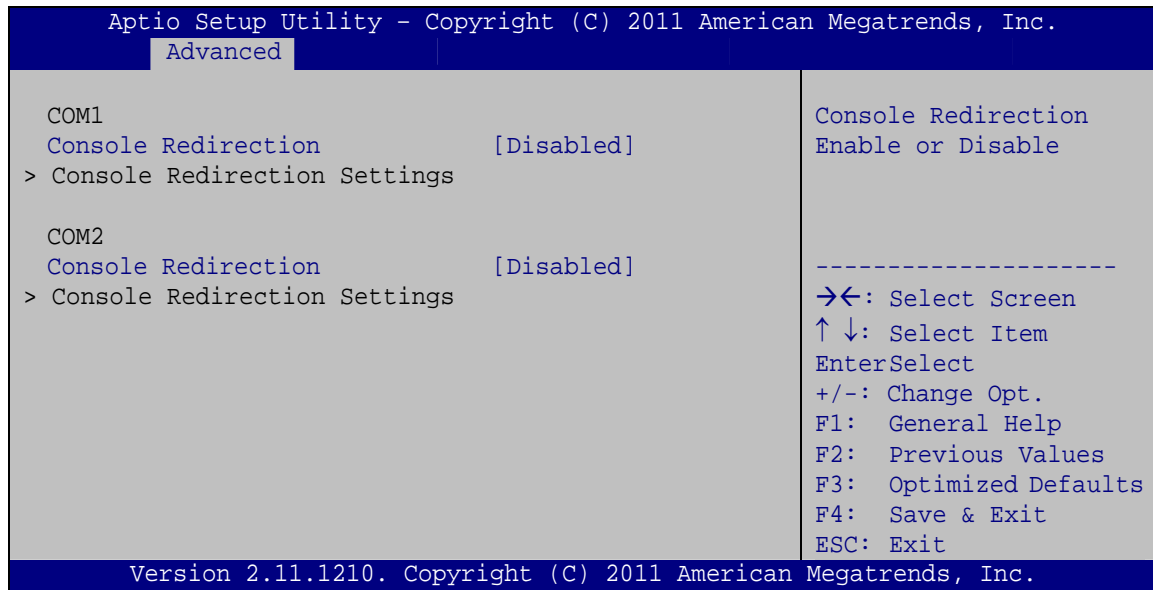 Aptio Setup Utility – Copyright (C) 2011 American Megatrends, Inc.
Advanced
COM1
Console Redirection [Disabled]
> Console Redirection Settings
COM2
Console Redirection [Disabled]
> Console Redirection Settings
Console Redirection
Enable or Disable
---------------------
→←: Select Screen
↑ ↓: Select Item
EnterSelect
+/-: Change Opt.
F1: General Help
F2: Previous Values
F3: Optimized Defaults
F4: Save & Exit
ESC: Exit
Version 2.11.1210. Copyright (C) 2011 American Megatrends, Inc.